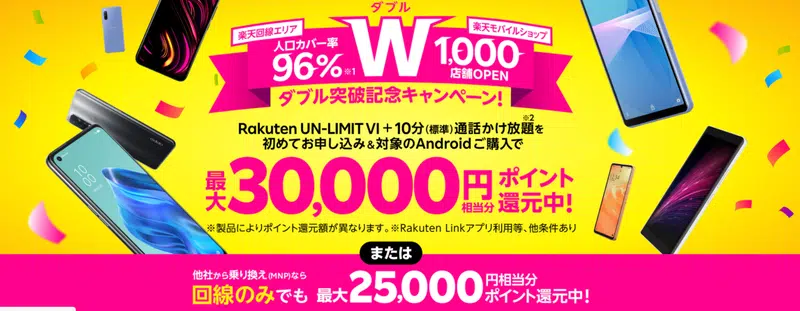 ダブル
楽天回線エリア
人口カバー率
96%※1
W
楽天モバイルショップ
1,000
店舗OPEN
ダブル突破記念キャンペーン!
Rakuten UN-LIMIT VI + 10分(標準)通話かけ放題を※2
初めてお申し込み&対象のAndroidご購入で
最大30,000円相当分ポイント還元中!
※製品によりポイント還元額が異なります。※Rakuten Linkアプリ利用等、他条件あり
または
他社から乗り換え(MNP)なら
回線のみでも 最大25,000円相当分ポイント還元中!